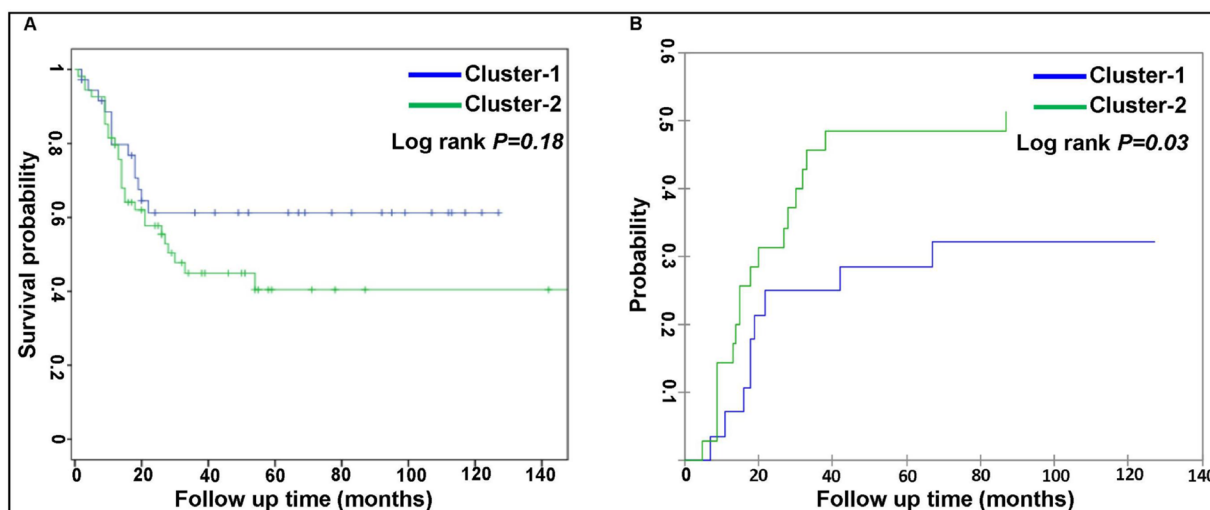 A
Survival probability
1
0.8
0.6
0.4
0.2
0
Cluster-1
Cluster-2
Log rank P=0.18
0 20 40 60 80 100 120 140
Follow up time (months)
B
Probability
0.6
0.5
0.4
0.3
0.2
0.1
Cluster-1
Cluster-2
Log rank P=0.03
0 20 40 60 80 100 120 140
Follow up time (months)